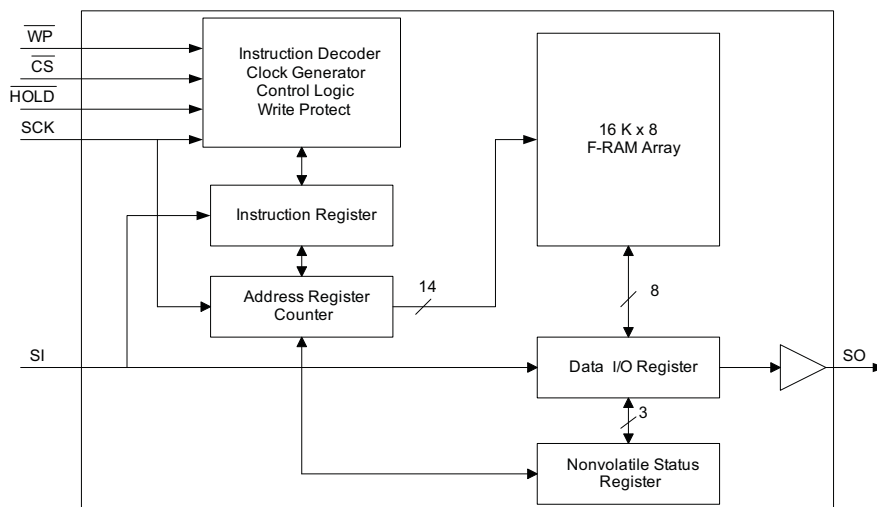 WP
CS
HOLD
SCK
Instruction Decoder
Clock Generator
Control Logic
Write Protect
16 K x 8
F-RAM Array
Instruction Register
Address Register
Counter
14
8
SI
Data I/O Register
SO
3
Nonvolatile Status
Register